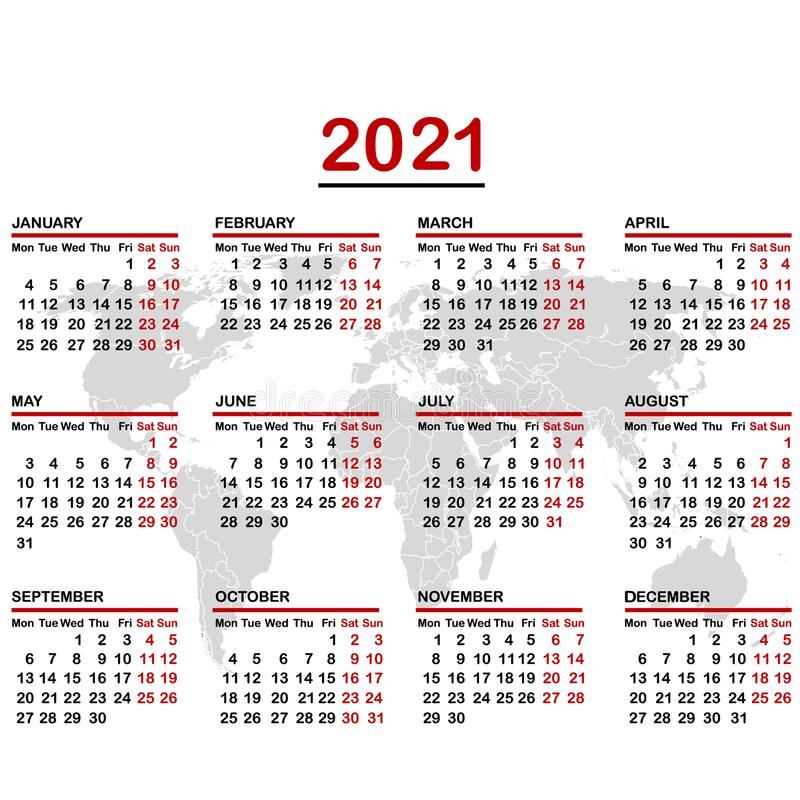 2021
JANUARY
Mon Tue Wed Thu Fri Sat Sun
1 2 3
4 5 6 7 8 9 10
11 12 13 14 15 16 17
18 19 20 21 22 23 24
25 26 27 28 29 30 31
FEBRUARY
Mon Tue Wed Thu Fri Sat Sun
1 2 3 4 5 6 7
8 9 10 11 12 13 14
15 16 17 18 19 20 21
22 23 24 25 26 27 28
MARCH
Mon Tue Wed Thu Fri Sat Sun
1 2 3 4 5 6 7
8 9 10 11 12 13 14
15 16 17 18 19 20 21
22 23 24 25 26 27 28
29 30 31
APRIL
Mon Tue Wed Thu Fri Sat Sun
1 2 3 4
5 6 7 8 9 10 11
12 13 14 15 16 17 18
19 20 21 22 23 24 25
26 27 28 29 30
MAY
Mon Tue Wed Thu Fri Sat Sun
1 2
3 4 5 6 7 8 9
10 11 12 13 14 15 16
17 18 19 20 21 22 23
24 25 26 27 28 29 30
31
JUNE
Mon Tue Wed Thu Fri Sat Sun
1 2 3 4 5 6
7 8 9 10 11 12 13
14 15 16 17 18 19 20
21 22 23 24 25 26 27
28 29 30
JULY
Mon Tue Wed Thu Fri Sat Sun
1 2 3 4
5 6 7 8 9 10 11
12 13 14 15 16 17 18
19 20 21 22 23 24 25
26 27 28 29 30 31
AUGUST
Mon Tue Wed Thu Fri Sat Sun
1
2 3 4 5 6 7 8
9 10 11 12 13 14 15
16 17 18 19 20 21 22
23 24 25 26 27 28 29
30 31
SEPTEMBER
Mon Tue Wed Thu Fri Sat Sun
1 2 3 4 5
6 7 8 9 10 11 12
13 14 15 16 17 18 19
20 21 22 23 24 25 26
27 28 29 30
OCTOBER
Mon Tue Wed Thu Fri Sat Sun
1 2 3
4 5 6 7 8 9 10
11 12 13 14 15 16 17
18 19 20 21 22 23 24
25 26 27 28 29 30 31
NOVEMBER
Mon Tue Wed Thu Fri Sat Sun
1 2 3 4 5 6 7
8 9 10 11 12 13 14
15 16 17 18 19 20 21
22 23 24 25 26 27 28
29 30
DECEMBER
Mon Tue Wed Thu Fri Sat Sun
1 2 3 4 5
6 7 8 9 10 11 12
13 14 15 16 17 18 19
20 21 22 23 24 25 26
27 28 29 30 31